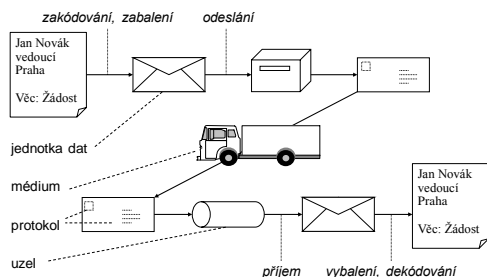 zakódování, zabalení
odeslání
Jan Novák
vedoucí
Praha
Věc: Žádost
jednotka dat
médium
protokol
uzel
příjem
vybalení, dekódování
Jan Novák
vedoucí
Praha
Věc: Žádost